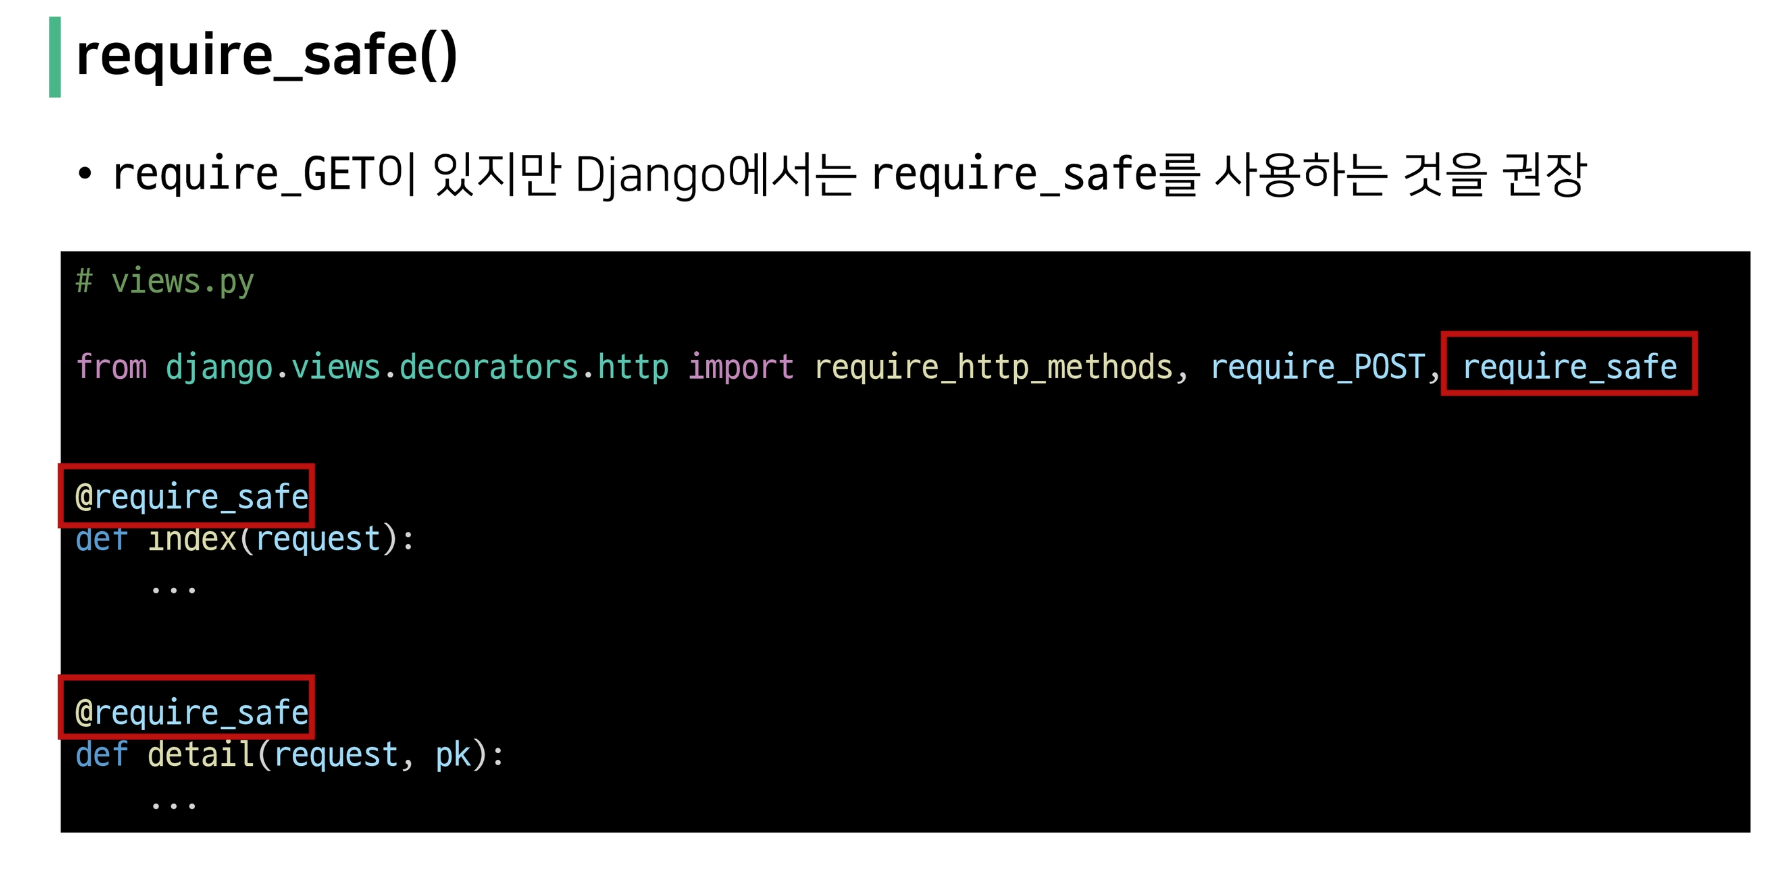 require_safe()
• require_GET이 있지만 Django에서는 require_safe를 사용하는 것을 권장
# views.py
from django.views.decorators.http import require_http_methods, require_POST, require_safe
@require_safe
def index(request):
    ...
@require_safe
def detail(request, pk):
    ...